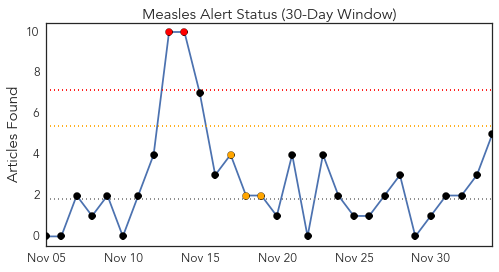 Measles Alert Status (30-Day Window)
Articles Found
10
8
6
4
2
0
Nov 05
Nov 10
Nov 15
Nov 20
Nov 25
Nov 30